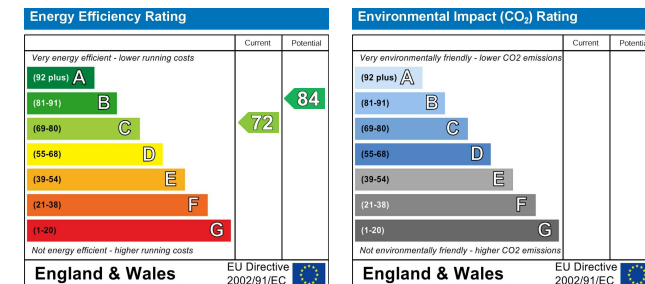 Energy Efficiency Rating
Current Potential
Very energy efficient - lower running costs
(92 plus) A
(81-91) B
84
(69-80) C
72
(55-68) D
(39-54) E
(21-38) F
(1-20) G
Not energy efficient - higher running costs
England & Wales
EU Directive
2002/91/EC
Environmental Impact (CO₂) Rating
Current Potential
Very environmentally friendly - lower CO2 emissions
(92 plus) A
(81-91) B
(69-80) C
(55-68) D
(39-54) E
(21-38) F
(1-20) G
Not environmentally friendly - higher CO2 emissions
England & Wales
EU Directive
2002/91/EC